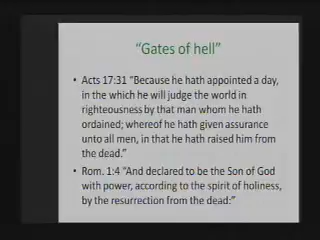 “Gates of hell”
• Acts 17:31 “Because he hath appointed a day,
in the which he will judge the world in
righteousness by that man whom he hath
ordained; whereof he hath given assurance
unto all men, in that he hath raised him from
the dead.”
• Rom. 1:4 “And declared to be the Son of God
with power, according to the spirit of holiness,
by the resurrection from the dead:”